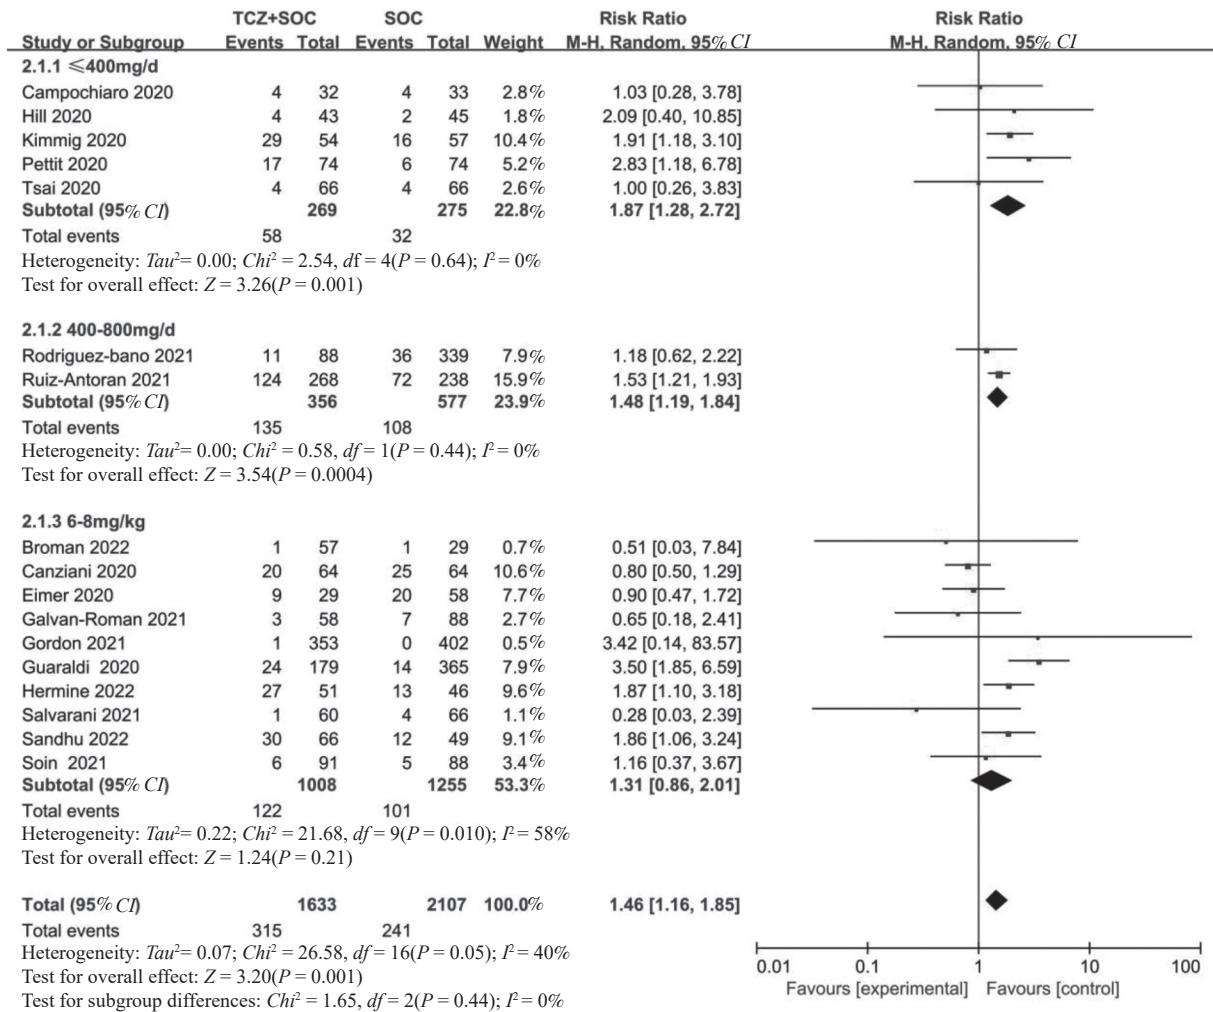 TCZ+SOC SOC Risk Ratio Risk Ratio
Study or Subgroup Events Total Events Total Weight M-H, Random, 95% CI M-H, Random, 95% CI
2.1.1 ≤400mg/d
Campochiaro 2020 4 32 4 33 2.8% 1.03 [0.28, 3.78]
Hill 2020 4 43 2 45 1.8% 2.09 [0.40, 10.85]
Kimmig 2020 29 54 16 57 10.4% 1.91 [1.18, 3.10]
Pettit 2020 17 74 6 74 5.2% 2.83 [1.18, 6.78]
Tsai 2020 4 66 4 66 2.6% 1.00 [0.26, 3.83]
Subtotal (95% CI) 269 275 22.8% 1.87 [1.28, 2.72]
Total events 58 32
Heterogeneity: Tau²= 0.00; Chi² = 2.54, df = 4(P = 0.64); I² = 0%
Test for overall effect: Z = 3.26(P = 0.001)
2.1.2 400-800mg/d
Rodriguez-bano 2021 11 88 36 339 7.9% 1.18 [0.62, 2.22]
Ruiz-Antoran 2021 124 268 72 238 15.9% 1.53 [1.21, 1.93]
Subtotal (95% CI) 356 577 23.9% 1.48 [1.19, 1.84]
Total events 135 108
Heterogeneity: Tau²= 0.00; Chi² = 0.58, df = 1(P = 0.44); I² = 0%
Test for overall effect: Z = 3.54(P = 0.0004)
2.1.3 6-8mg/kg
Broman 2022 1 57 1 29 0.7% 0.51 [0.03, 7.84]
Canziani 2020 20 64 25 64 10.6% 0.80 [0.50, 1.29]
Eimer 2020 9 29 20 58 7.7% 0.90 [0.47, 1.72]
Galvan-Roman 2021 3 58 7 88 2.7% 0.65 [0.18, 2.41]
Gordon 2021 1 353 0 402 0.5% 3.42 [0.14, 83.57]
Guaraldi 2020 24 179 14 365 7.9% 3.50 [1.85, 6.59]
Hermine 2022 27 51 13 46 9.6% 1.87 [1.10, 3.18]
Salvarani 2021 1 60 4 66 1.1% 0.28 [0.03, 2.39]
Sandhu 2022 30 66 12 49 9.1% 1.86 [1.06, 3.24]
Soin 2021 6 91 5 88 3.4% 1.16 [0.37, 3.67]
Subtotal (95% CI) 1008 1255 53.3% 1.31 [0.86, 2.01]
Total events 122 101
Heterogeneity: Tau²= 0.22; Chi² = 21.68, df = 9(P = 0.010); I² = 58%
Test for overall effect: Z = 1.24(P = 0.21)
Total (95% CI) 1633 2107 100.0% 1.46 [1.16, 1.85]
Total events 315 241
Heterogeneity: Tau²= 0.07; Chi² = 26.58, df = 16(P = 0.05); I² = 40%
Test for overall effect: Z = 3.20(P = 0.001)
Test for subgroup differences: Chi² = 1.65, df = 2(P = 0.44); I² = 0%
0.01 0.1 1 10 100
Favours [experimental] Favours [control]